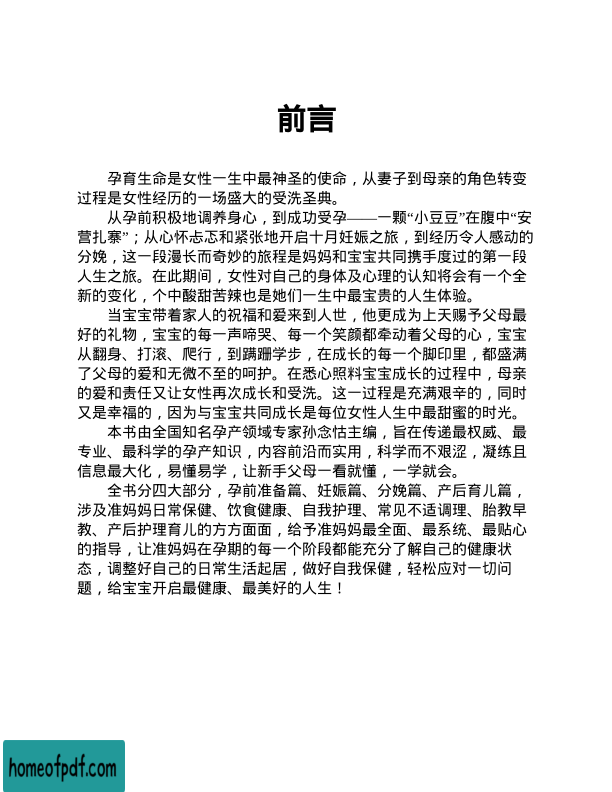 前言
孕育生命是女性一生中最神圣的使命，从妻子到母亲的角色转变
过程是女性经历的一场盛大的受洗圣典。
从孕前积极地调养身心，到成功受孕——一颗“小豆豆”在腹中“安
营扎寨”；从心怀忐忑和紧张地开启十月妊娠之旅，到经历令人感动的
分娩，这一段漫长而奇妙的旅程是妈妈和宝宝共同携手度过的第一段
人生之旅。在此期间，女性对自己的身体及心理的认知将会有一个全
新的变化，个中酸甜苦辣也是她们一生中最宝贵的人生体验。
当宝宝带着家人的祝福和爱来到人世，他更成为上天赐予父母最
好的礼物，宝宝的每一声啼哭、每一个笑颜都牵动着父母的心，宝宝
从翻身、打滚、爬行，到蹒跚学步，在成长的每一个脚印里，都盛满
了父母的爱和无微不至的呵护。在悉心照料宝宝成长的过程中，母亲
的爱和责任又让女性再次成长和受洗。这一过程是充满艰辛的，同时
又是幸福的，因为与宝宝共同成长是每位女性人生中最甜蜜的时光。
本书由全国知名孕产领域专家孙念怙主编，旨在传递最权威、最
专业、最科学的孕产知识，内容前沿而实用，科学而不艰涩，凝练且
信息最大化，易懂易学，让新手父母一看就懂，一学就会。
全书分四大部分，孕前准备篇、妊娠篇、分娩篇、产后育儿篇，
涉及准妈妈日常保健、饮食健康、自我护理、常见不适调理、胎教早
教、产后护理育儿的方方面面，给予准妈妈最全面、最系统、最贴心
的指导，让准妈妈在孕期的每一个阶段都能充分了解自己的健康状
态，调整好自己的日常生活起居，做好自我保健，轻松应对一切问
题，给宝宝开启最健康、最美好的人生！
homeofpdf.com